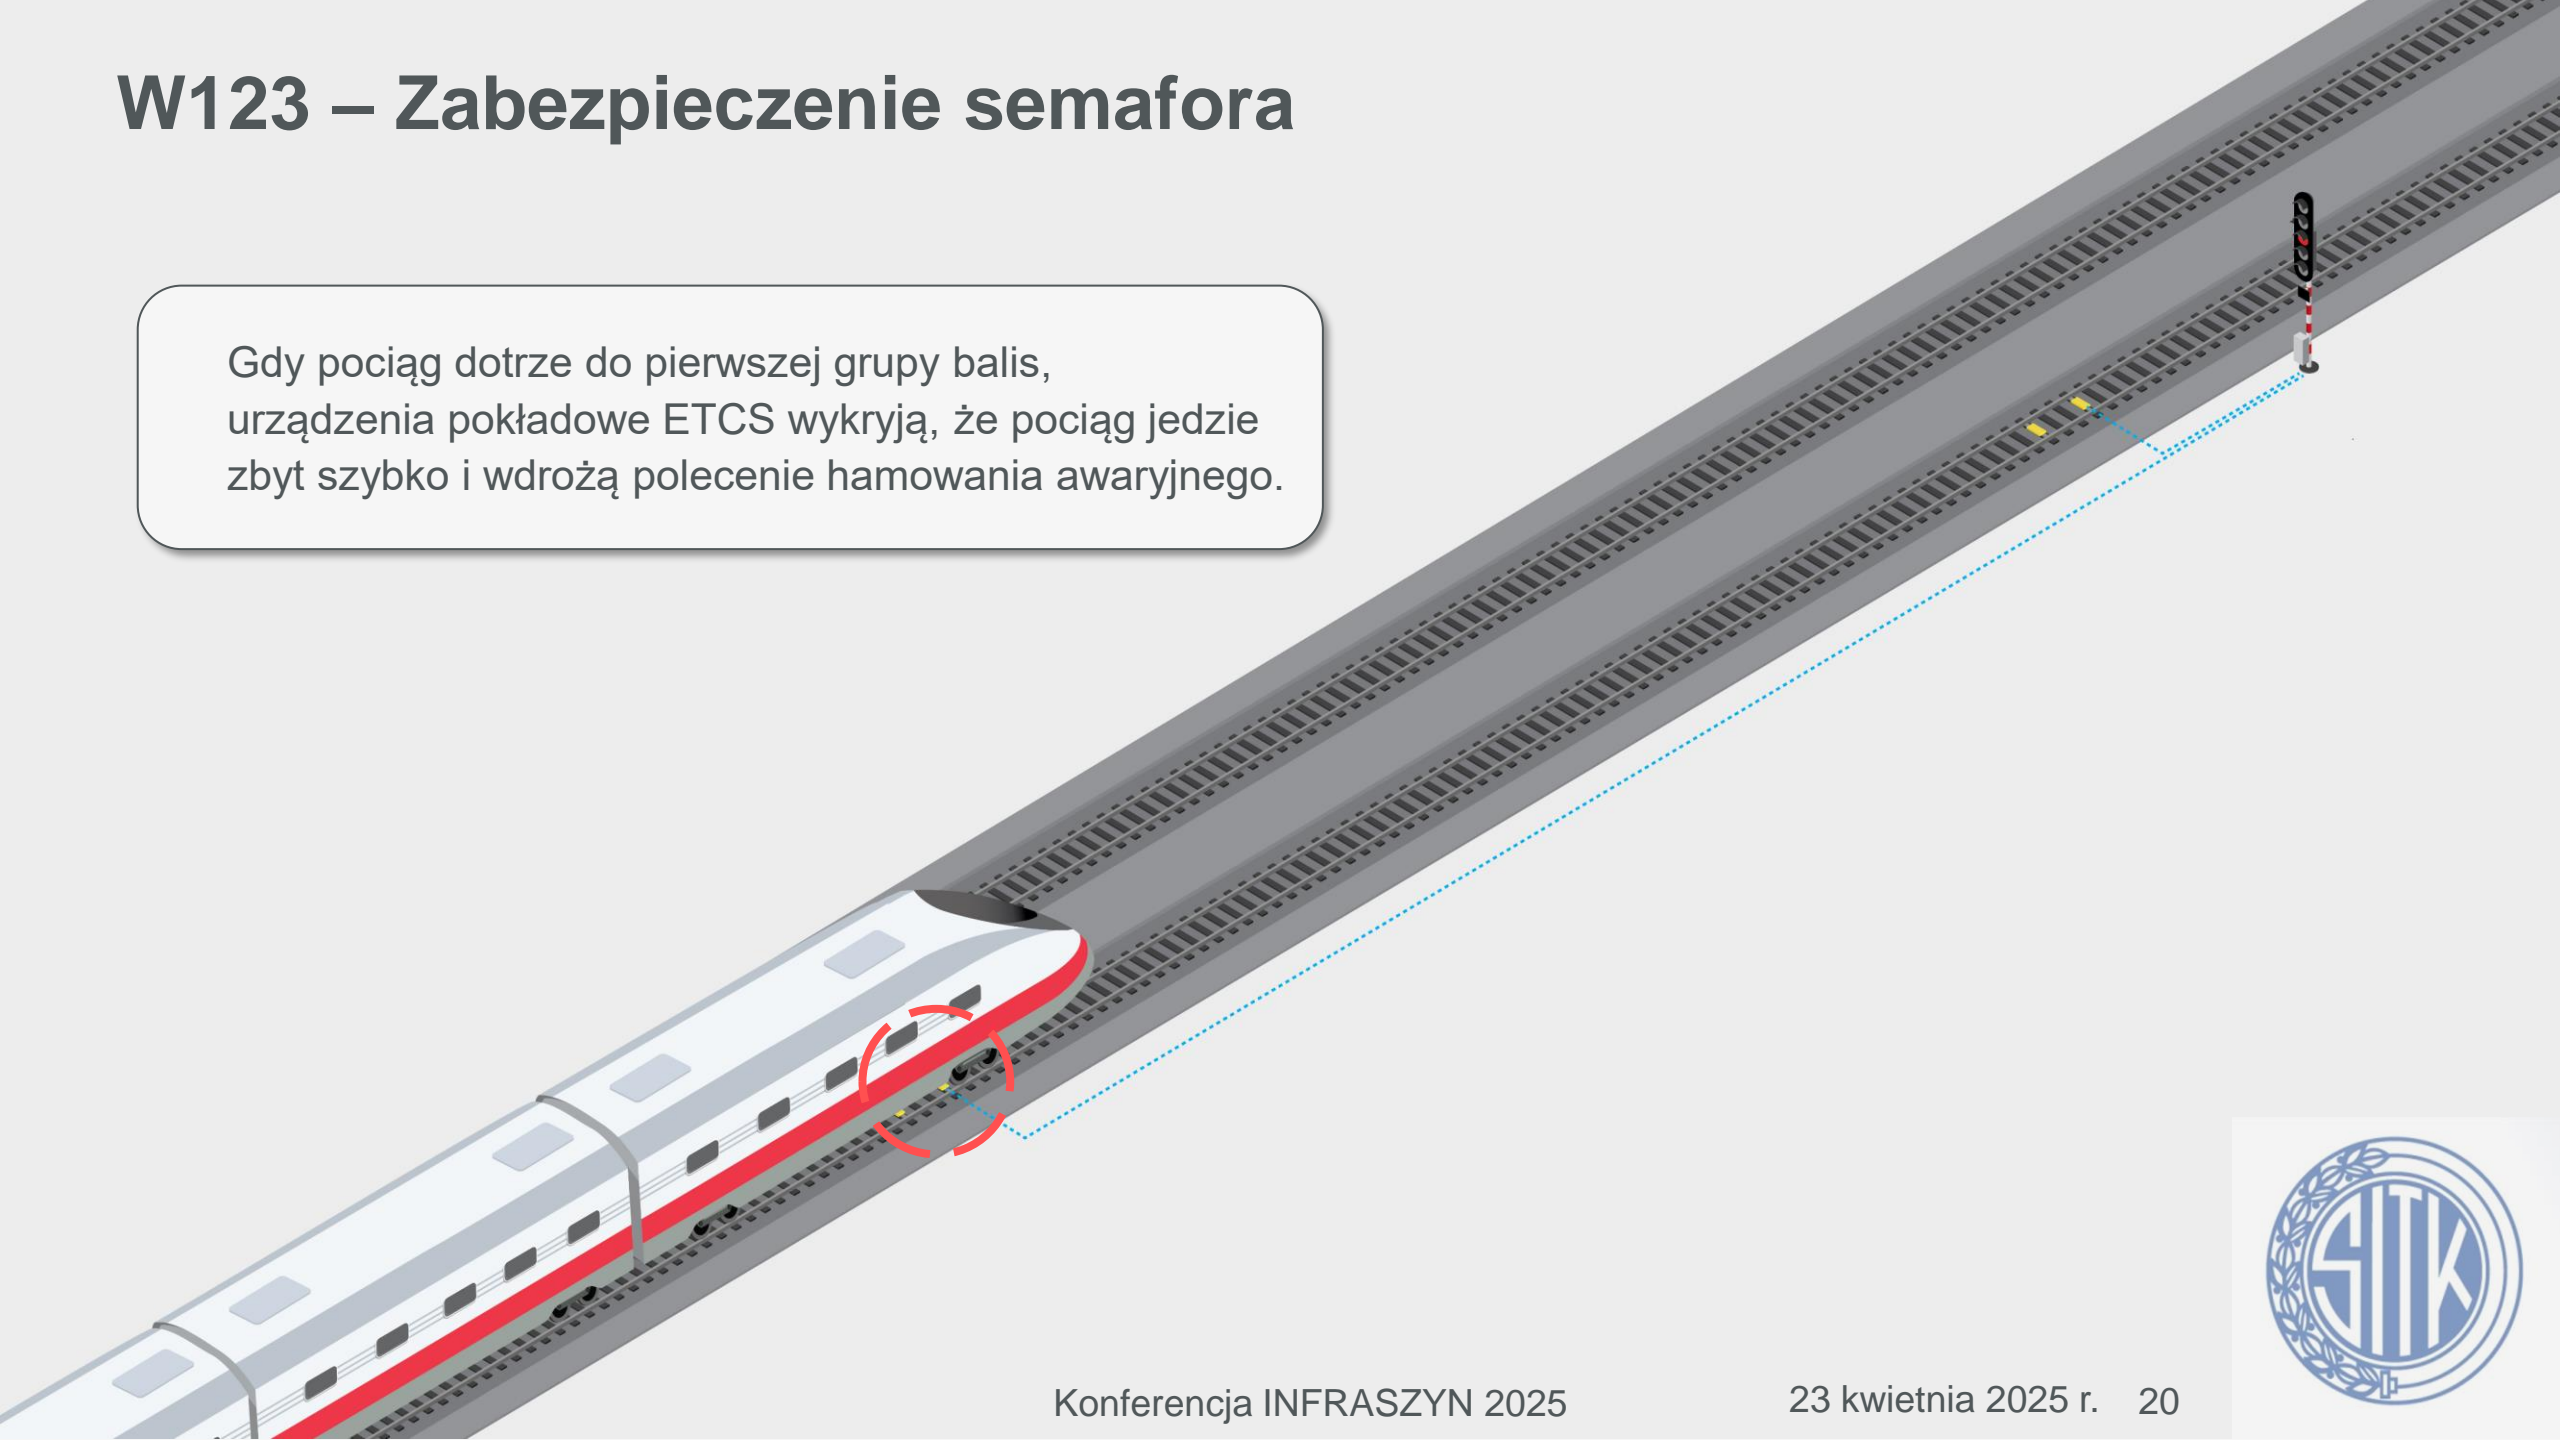 W123 – Zabezpieczenie semafora
Gdy pociąg dotrze do pierwszej grupy balis,
urządzenia pokładowe ETCS wykryją, że pociąg jedzie
zbyt szybko i wdrożą polecenie hamowania awaryjnego.
Konferencja INFRASZYN 2025
23 kwietnia 2025 r.
20
SITK